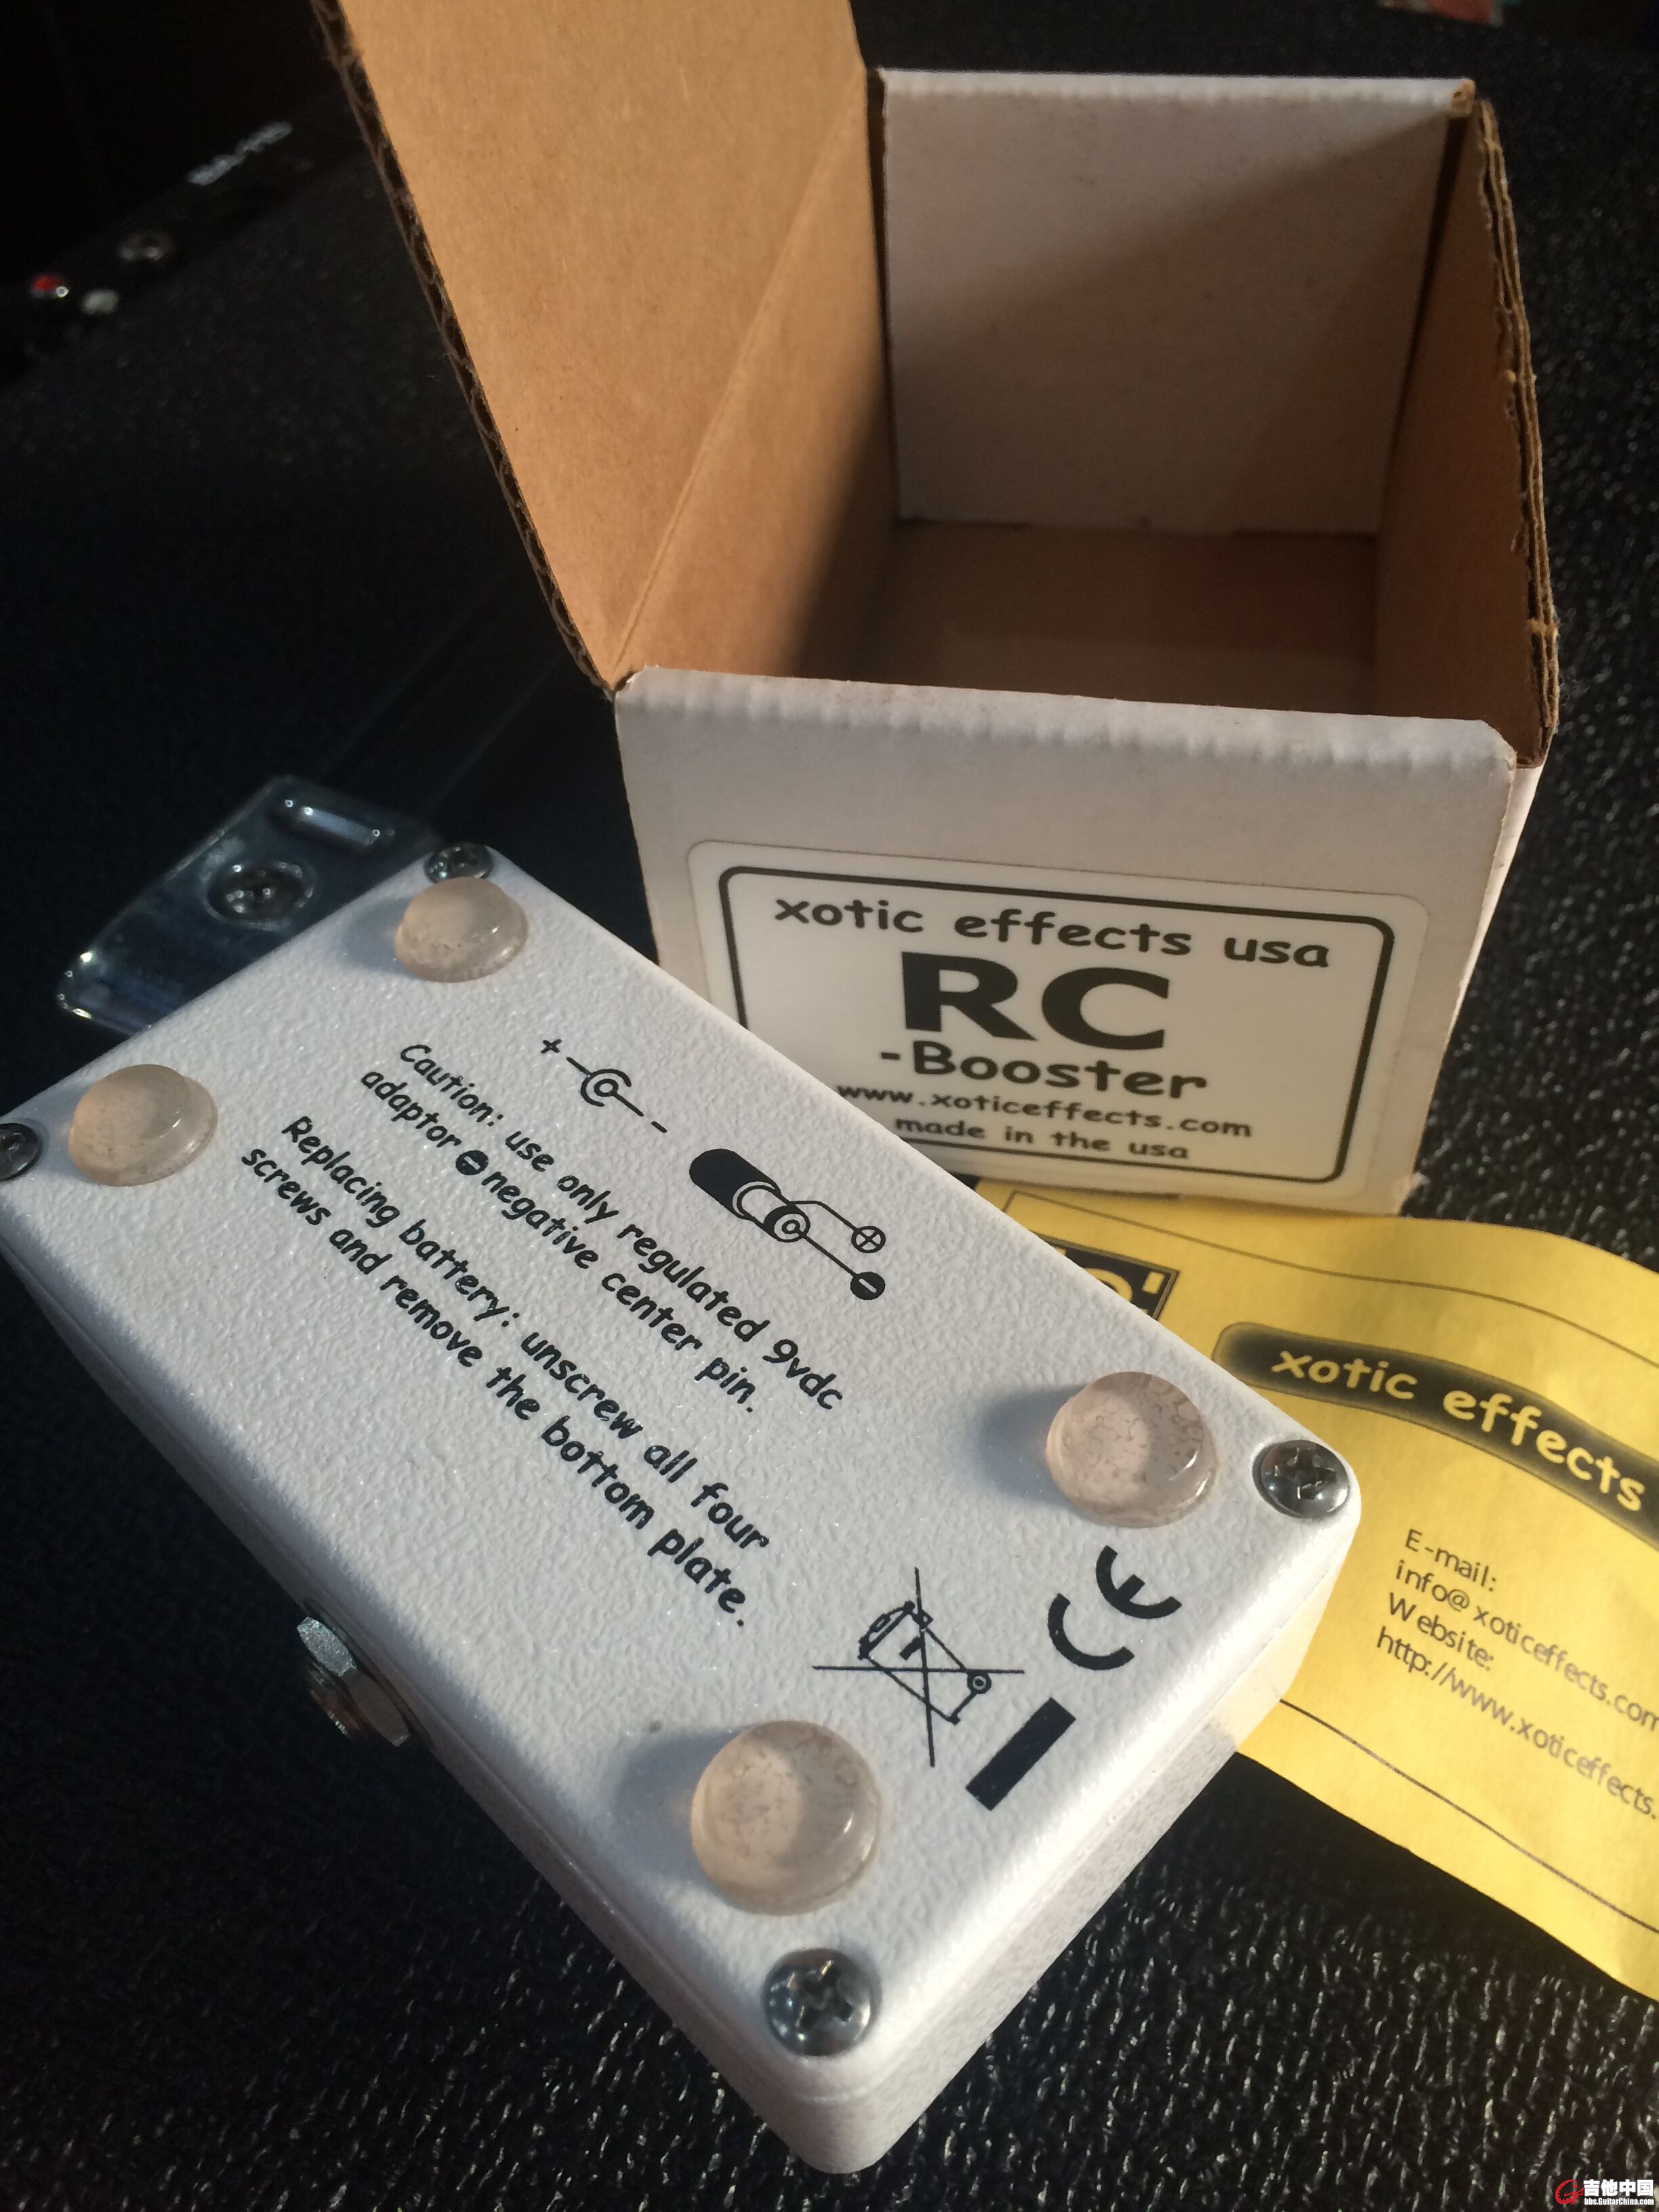 xotic effects usa
RC
-Booster
www.xoticeffects.com
made in the usa
+ -
+
-
Caution: use only regulated 9vdc
adaptor - negative center pin.
Replacing battery: unscrew all four
screws and remove the bottom plate.
CE
xotic effects
E-mail:
info@xoticeffects.com
Website:
http://www.xoticeffects.
吉他中国
bbs.GuitarChina.com